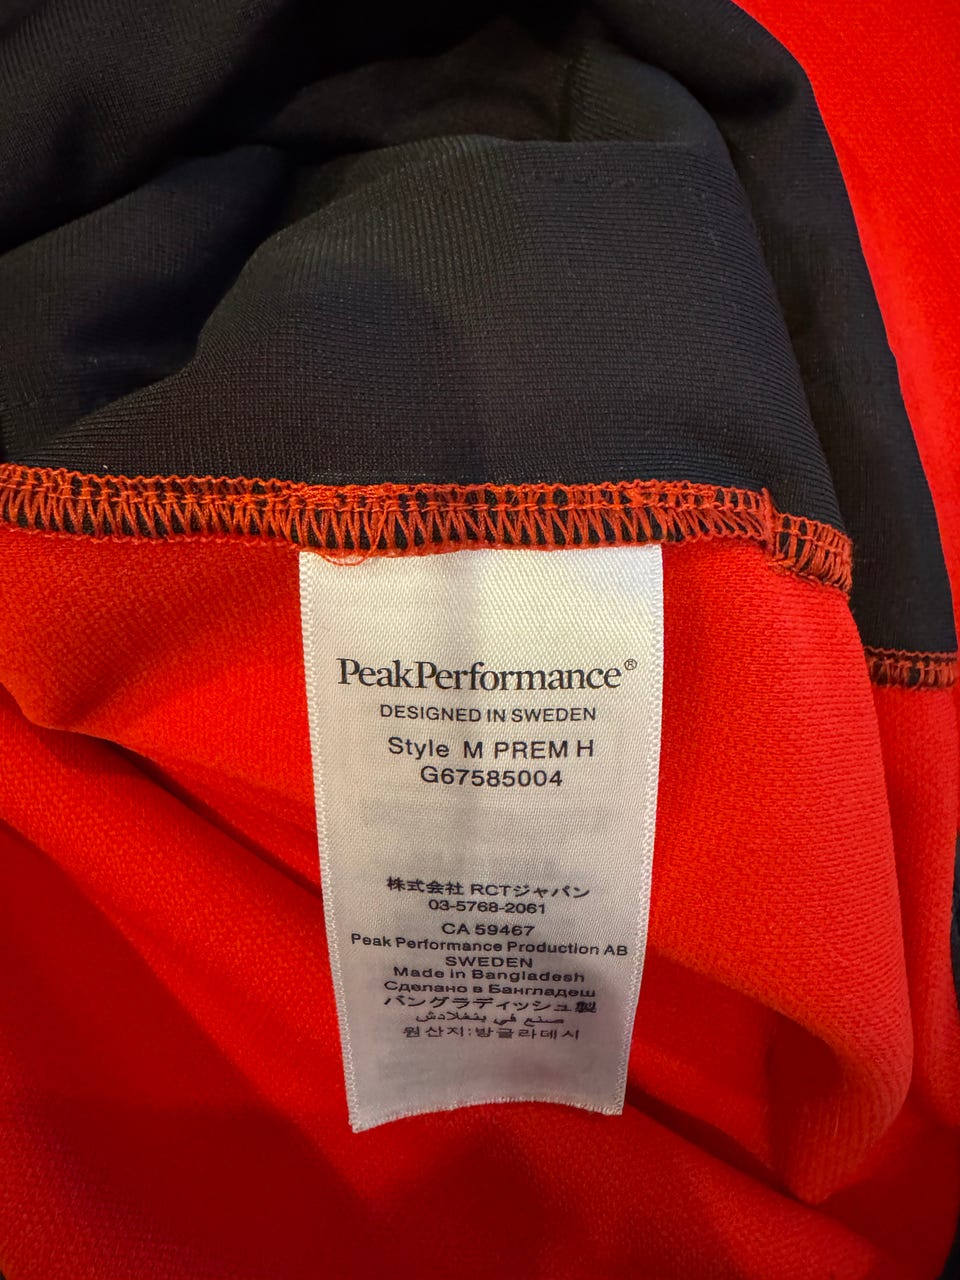 PeakPerformance®
DESIGNED IN SWEDEN
Style M PREM H
G67585004
株式会社 RCTジャパン
03-5768-2061
CA 59467
Peak Performance Production AB
SWEDEN
Made in Bangladesh
Сделано в Бангладеш
バングラディッシュ製
صنع في بنغلادش
원산지:방글라데시